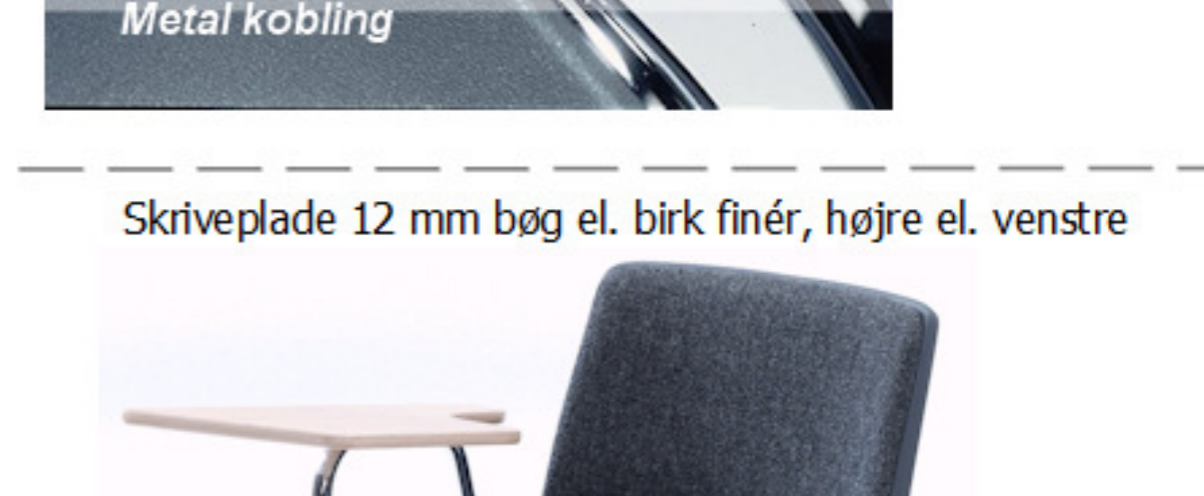 Metal kobling
Skriveplade 12 mm bøg el. birk finér, højre el. venstre